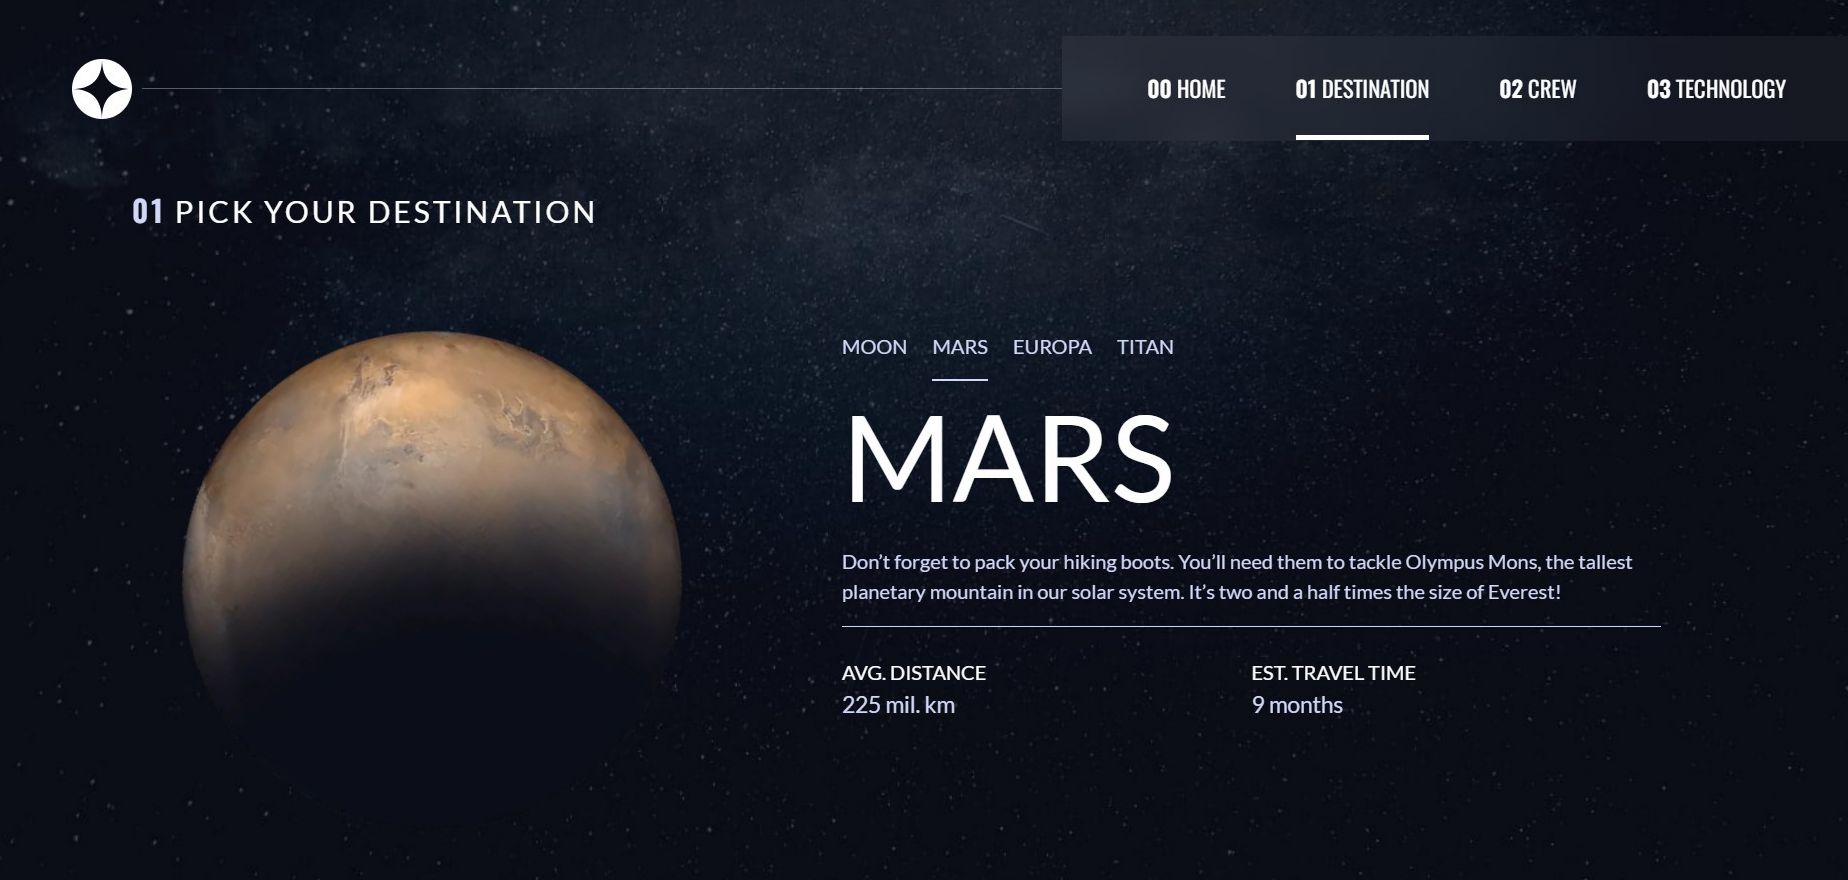 00 HOME 01 DESTINATION 02 CREW 03 TECHNOLOGY
01 PICK YOUR DESTINATION
MOON MARS EUROPA TITAN
MARS
Don’t forget to pack your hiking boots. You’ll need them to tackle Olympus Mons, the tallest
planetary mountain in our solar system. It’s two and a half times the size of Everest!
AVG. DISTANCE
225 mil. km
EST. TRAVEL TIME
9 months